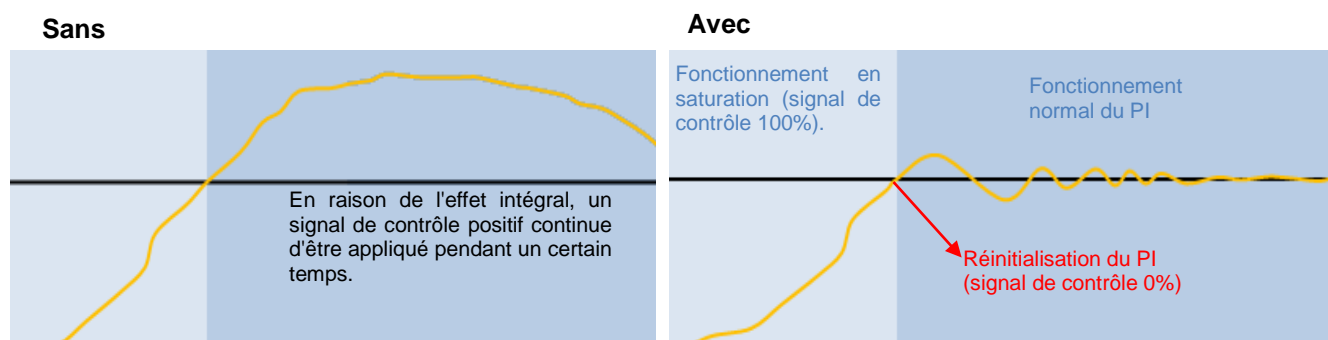 Sans
En raison de l'effet intégral, un
signal de contrôle positif continue
d'être appliqué pendant un certain
temps.
Avec
Fonctionnement en
saturation (signal de
contrôle 100%).
Fonctionnement
normal du PI
Réinitialisation du PI
(signal de contrôle 0%)